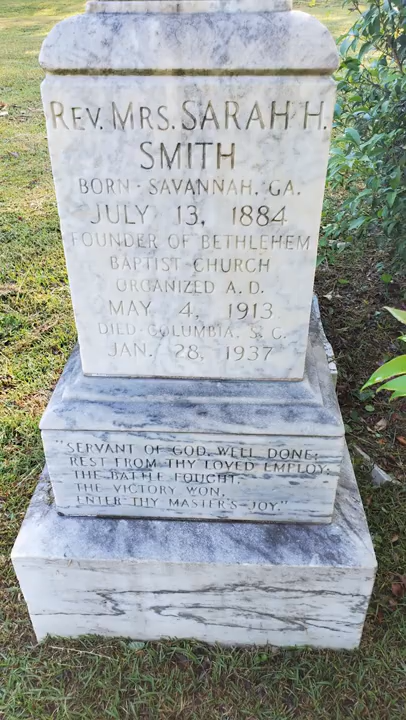 REV. MRS. SARAH H.
SMITH
BORN - SAVANNAH, GA.
JULY 13, 1884
FOUNDER OF BETHLEHEM
BAPTIST CHURCH
ORGANIZED A. D.
MAY 4, 1913
DIED-COLUMBIA, S. C.
JAN. 28, 1937
"SERVANT OF GOD, WELL DONE;
REST FROM THY LOVED EMPLOY;
THE BATTLE FOUGHT,
THE VICTORY WON,
ENTER THY MASTER'S JOY."